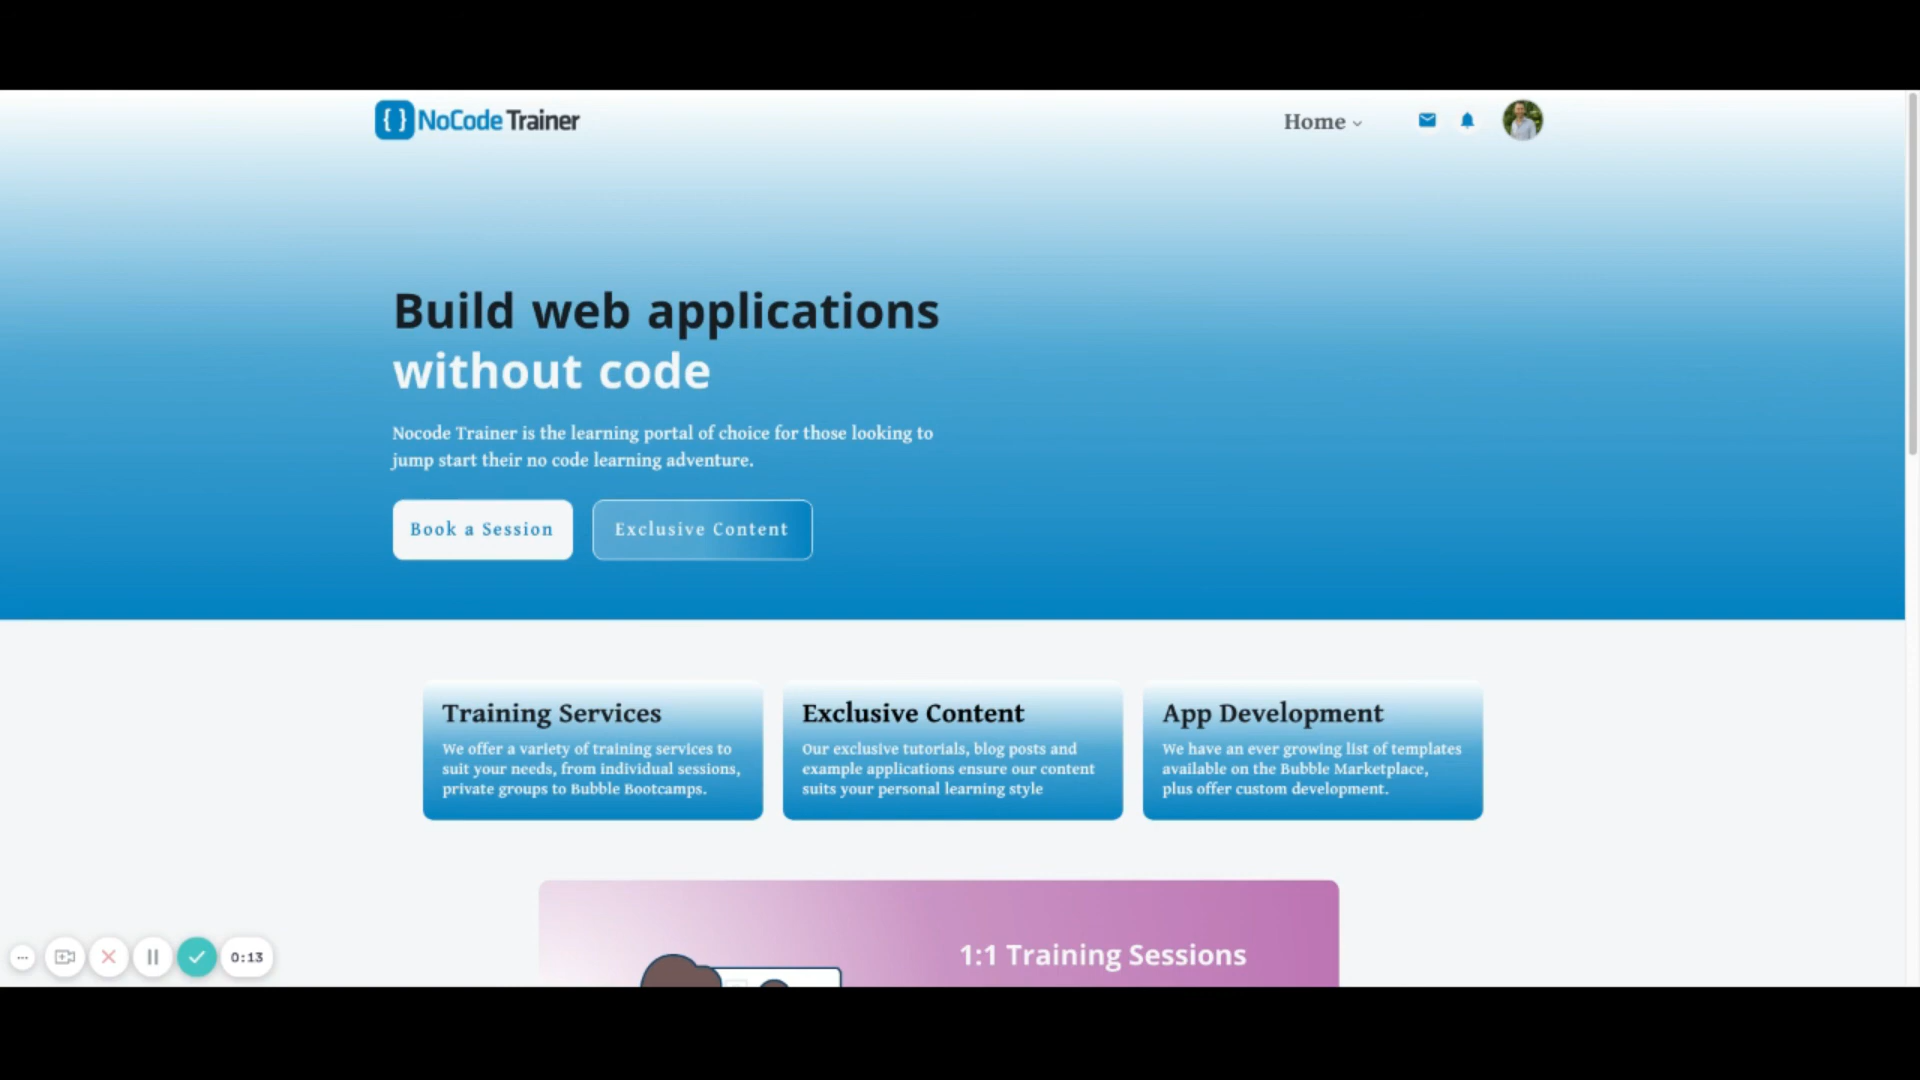 { } NoCode Trainer
Home
Build web applications
without code
Nocode Trainer is the learning portal of choice for those looking to
jump start their no code learning adventure.
Book a Session
Exclusive Content
Training Services
We offer a variety of training services to
suit your needs, from individual sessions,
private groups to Bubble Bootcamps.
Exclusive Content
Our exclusive tutorials, blog posts and
example applications ensure our content
suits your personal learning style
App Development
We have an ever growing list of templates
available on the Bubble Marketplace,
plus offer custom development.
1:1 Training Sessions
0:13